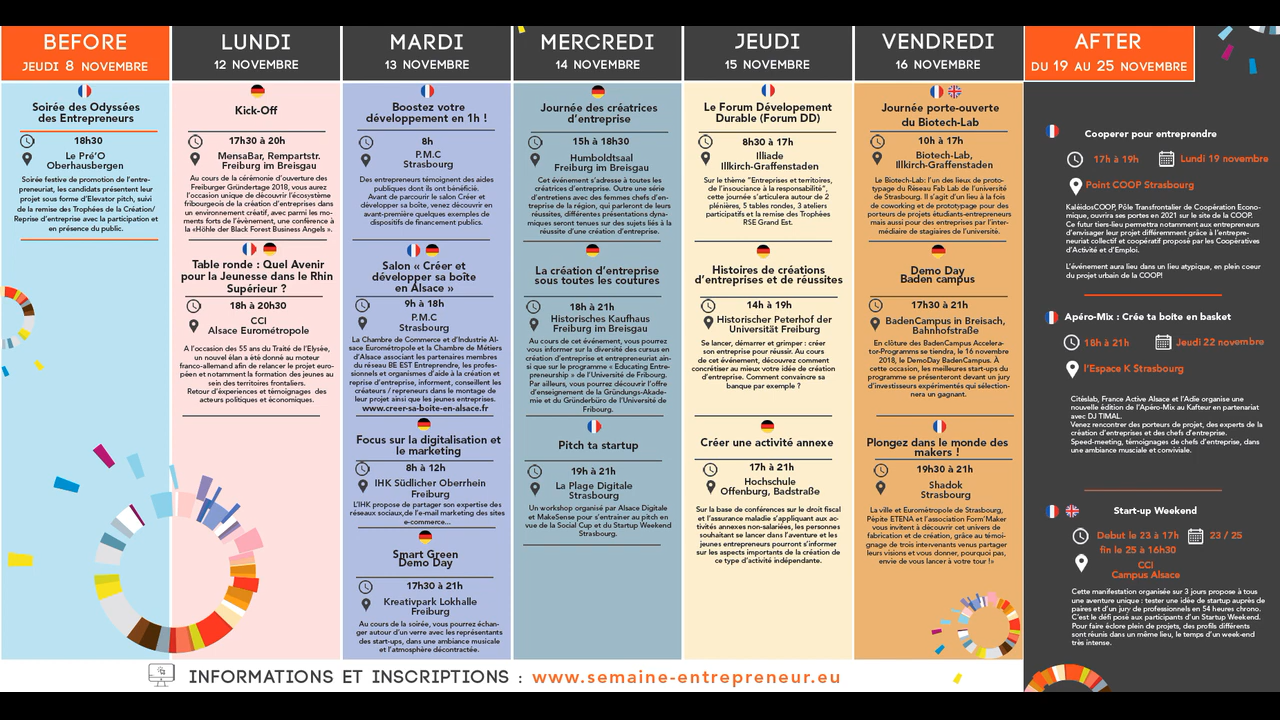 BEFORE
JEUDI 8 NOVEMBRE
Soirée des Odyssées
des Entrepreneurs
18h30
Le Pré'O
Oberhausbergen
Soirée festive de promotion de l'entre-
preneuriat, les candidats présentent leur
projet sous forme d'Elevator pitch, suivi
de la remise des Trophées de la Création/
Reprise d'entreprise avec la participation et
en présence du public.
LUNDI
12 NOVEMBRE
Kick-Off
17h30 à 20h
MensaBar, Rempartstr.
Freiburg im Breisgau
Au cours de la cérémonie d'ouverture des
Freiburger Gründertage 2018, vous aurez
l'occasion unique de découvrir l'écosystème
fribourgeois de la création d'entreprises dans
un environnement créatif, avec parmi les mo-
ments forts de l'événement, une conférence à
la «Höhle der Black Forest Business Angels ».
Table ronde : Quel Avenir
pour la Jeunesse dans le Rhin
Supérieur ?
18h à 20h30
CCI
Alsace Eurométropole
A l'occasion des 55 ans du Traité de l'Elysée,
un nouvel élan a été donné au moteur
franco-allemand afin de relancer le projet euro-
péen et notamment la formation des jeunes au
sein des territoires frontaliers.
Retour d'éxperiences et témoignages des
acteurs politiques et économiques.
MARDI
13 NOVEMBRE
Boostez votre
développement en 1h !
8h
P.M.C
Strasbourg
Des entrepreneurs témoignent des aides
publiques dont ils ont bénéficié.
Avant de parcourir le salon Créer et
développer sa boîte, venez découvrir en
avant-première quelques exemples de
dispositifs de financement publics.
Salon « Créer et
développer sa boîte
en Alsace »
9h à 18h
P.M.C
Strasbourg
La Chambre de Commerce et d'Industrie Al-
sace Eurométropole et la Chambre de Métiers
d'Alsace associant les partenaires membres
du réseau BE EST Entreprendre, les profes-
sionnels et organismes d'aide à la création et
reprise d'entreprise, informent, conseillent les
créateurs / repreneurs dans le montage de
leur projet ainsi que les jeunes entreprises.
www.creer-sa-boite-en-alsace.fr
Focus sur la digitalisation et
le marketing
8h à 12h
IHK Südlicher Oberrhein
Freiburg
L'IHK propose de partager son expertise des
réseaux sociaux,de l'e-mail marketing des sites
e-commerce...
Smart Green
Demo Day
17h30 à 21h
Kreativpark Lokhalle
Freiburg
Au cours de la soirée, vous pourrez échan-
ger autour d'un verre avec les représentants
des start-ups, dans une ambiance musicale
et l'atmosphère décontractée.
MERCREDI
14 NOVEMBRE
Journée des créatrices
d'entreprise
15h à 18h30
Humboldtsaal
Freiburg im Breisgau
Cet événement s'adresse à toutes les
créatrices d'entreprise. Outre une série
d'entretiens avec des femmes chefs d'en-
treprise de la région, qui parleront de leurs
réussites, différentes présentations dyna-
miques seront tenues sur des sujets liés à la
réussite d'une création d'entreprise.
La création d'entreprise
sous toutes les coutures
18h à 21h
Historisches Kaufhaus
Freiburg im Breisgau
Au cours de cet événement, vous pourrez
vous informer sur la diversité des cursus en
création d'entreprise et entrepreneuriat ain-
si que sur le programme « Educating Entre-
preneurship » de l'Université de Fribourg.
Par ailleurs, vous pourrez découvrir l'offre
d'enseignement de la Gründungs-Akade-
mie et du Gründerbüro de l'Université de
Fribourg.
Pitch ta startup
19h à 21h
La Plage Digitale
Strasbourg
Un workshop organisé par Alsace Digitale
et MakeSense pour s'entraîner au pitch en
vue de la Social Cup et du Startup Weekend
Strasbourg.
JEUDI
15 NOVEMBRE
Le Forum Dévelopement
Durable (Forum DD)
8h30 à 17h
Illiade
Illkirch-Graffenstaden
Sur le thème "Entreprises et territoires,
de l'insouciance à la responsabilité",
cette journée s'articulera autour de 2
plénières, 5 tables rondes, 3 ateliers
participatifs et la remise des Trophées
RSE Grand Est.
Histoires de créations
d'entreprises et de réussites
14h à 19h
Historischer Peterhof der
Universität Freiburg
Se lancer, démarrer et grimper : créer
son entreprise pour réussir. Au cours
de cet événement, découvrez comment
concrétiser au mieux votre idée de création
d'entreprise. Comment convaincre sa
banque par exemple ?
Créer une activité annexe
17h à 21h
Hochschule
Offenburg, Badstraße
Sur la base de conférences sur le droit fiscal
et l'assurance maladie s'appliquant aux ac-
tivités annexes non-salariées, les personnes
souhaitant se lancer dans l'aventure et les
jeunes entrepreneurs pourront s'informer
sur les aspects importants de la création de
ce type d'activité indépendante.
VENDREDI
16 NOVEMBRE
Journée porte-ouverte
du Biotech-Lab
10h à 17h
Biotech-Lab,
Illkirch-Graffenstaden
Le Biotech-Lab: l'un des lieux de proto-
typage du Réseau Fab Lab de l'université
de Strasbourg. Il s'agit d'un lieu à la fois
de coworking et de prototypage pour des
porteurs de projets étudiants-entrepreneurs
mais aussi pour des entreprises par l'inter-
médiaire de stagiaires de l'université.
Demo Day
Baden campus
17h30 à 21h
BadenCampus in Breisach,
Bahnhofstraße
En clôture des BadenCampus Accelera-
tor-Programms se tiendra, le 16 novembre
2018, le DemoDay BadenCampus. À
cette occasion, les meilleures start-ups du
programme se présenteront devant un jury
d'investisseurs expérimentés qui sélection-
nera un gagnant.
Plongez dans le monde des
makers !
19h30 à 21h
Shadok
Strasbourg
La ville et Eurométropole de Strasbourg,
Pépite ETENA et l'association Form'Maker
vous invitent à découvrir cet univers de
fabrication et de création, grâce au témoi-
gnage de trois intervenants venus partager
leurs visions et vous donner, pourquoi pas,
envie de vous lancer à votre tour !»
AFTER
DU 19 AU 25 NOVEMBRE
Cooperer pour entreprendre
17h à 19h
Lundi 19 novembre
Point COOP Strasbourg
KaléidosCOOP, Pôle Transfrontalier de Coopération Econo-
mique, ouvrira ses portes en 2021 sur le site de la COOP.
Ce futur tiers-lieu permettra notamment aux entrepreneurs
d'envisager leur projet différemment grâce à l'entrepre-
neuriat collectif et coopératif proposé par les Coopératives
d'Activité et d'Emploi.
L'événement aura lieu dans un lieu atypique, en plein coeur
du projet urbain de la COOP!
Apéro-Mix : Crée ta boite en basket
18h à 21h
Jeudi 22 novembre
l'Espace K Strasbourg
Citéslab, France Active Alsace et l'Adie organise une
nouvelle édition de l'Apéro-Mix au Kafteur en partenariat
avec DJ TIMAL.
Venez rencontrer des porteurs de projet, des experts de la
création d'entreprises et des chefs d'entreprise.
Speed-meeting, témoignages de chefs d'entreprise, dans
une ambiance musicale et conviviale.
Start-up Weekend
Debut le 23 à 17h
fin le 25 à 16h30
23 / 25
CCI
Campus Alsace
Cette manifestation organisée sur 3 jours propose à tous
une aventure unique : tester une idée de startup auprès de
paires et d'un jury de professionnels en 54 heures chrono.
C'est le défi posé aux participants d'un Startup Weekend.
Pour faire éclore plein de projets, des profils différents
sont réunis dans un même lieu, le temps d'un week-end
très intense.
INFORMATIONS ET INSCRIPTIONS : www.semaine-entrepreneur.eu